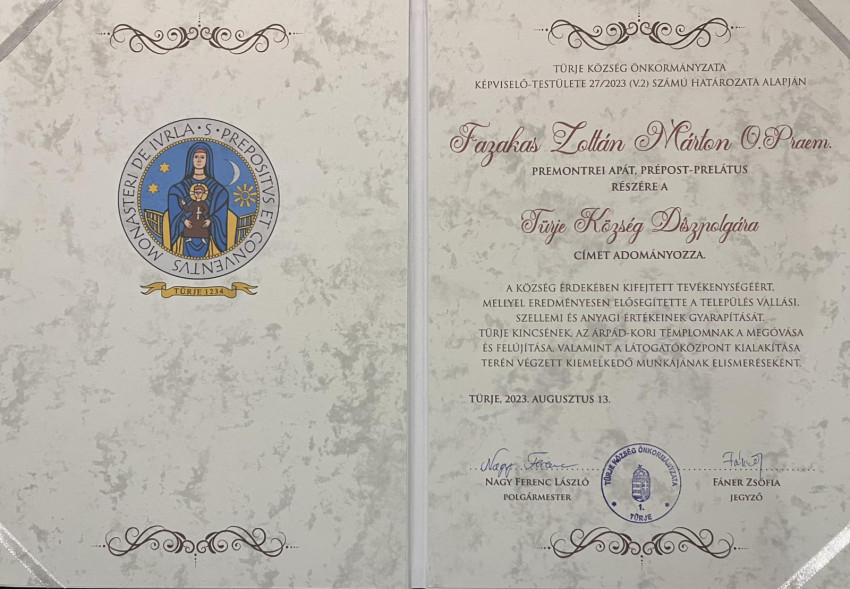 MONASTERI DE IVRLA · S · PREPOSITVS ET CONVENTVS
TÜRJE 1234
TÜRJE KÖZSÉG ÖNKORMÁNYZATA
KÉPVISELŐ-TESTÜLETE 27/2023 (V.2) SZÁMÚ HATÁROZATA ALAPJÁN
Fazakas Zoltán Márton O.Praem.
PREMONTREI APÁT, PRÉPOST-PRELÁTUS
RÉSZÉRE A
Türje Község Díszpolgára
CÍMET ADOMÁNYOZZA.
A KÖZSÉG ÉRDEKÉBEN KIFEJTETT TEVÉKENYSÉGÉÉRT,
MELLYEL EREDMÉNYESEN ELŐSEGÍTETTE A TELEPÜLÉS VALLÁSI,
SZELLEMI ÉS ANYAGI ÉRTÉKEINEK GYARAPÍTÁSÁT,
TÜRJE KINCSÉNEK, AZ ÁRPÁD-KORI TEMPLOMNAK A MEGÓVÁSA
ÉS FELÚJÍTÁSA, VALAMINT A LÁTOGATÓKÖZPONT KIALAKÍTÁSA
TERÉN VÉGZETT KIEMELKEDŐ MUNKÁJÁNAK ELISMERÉSEKÉNT.
TÜRJE, 2023. AUGUSZTUS 13.
Nagy Ferenc
NAGY FERENC LÁSZLÓ
POLGÁRMESTER
TÜRJE KÖZSÉG ÖNKORMÁNYZATA
1.
TÜRJE
FÁNER ZSÓFIA
JEGYZŐ